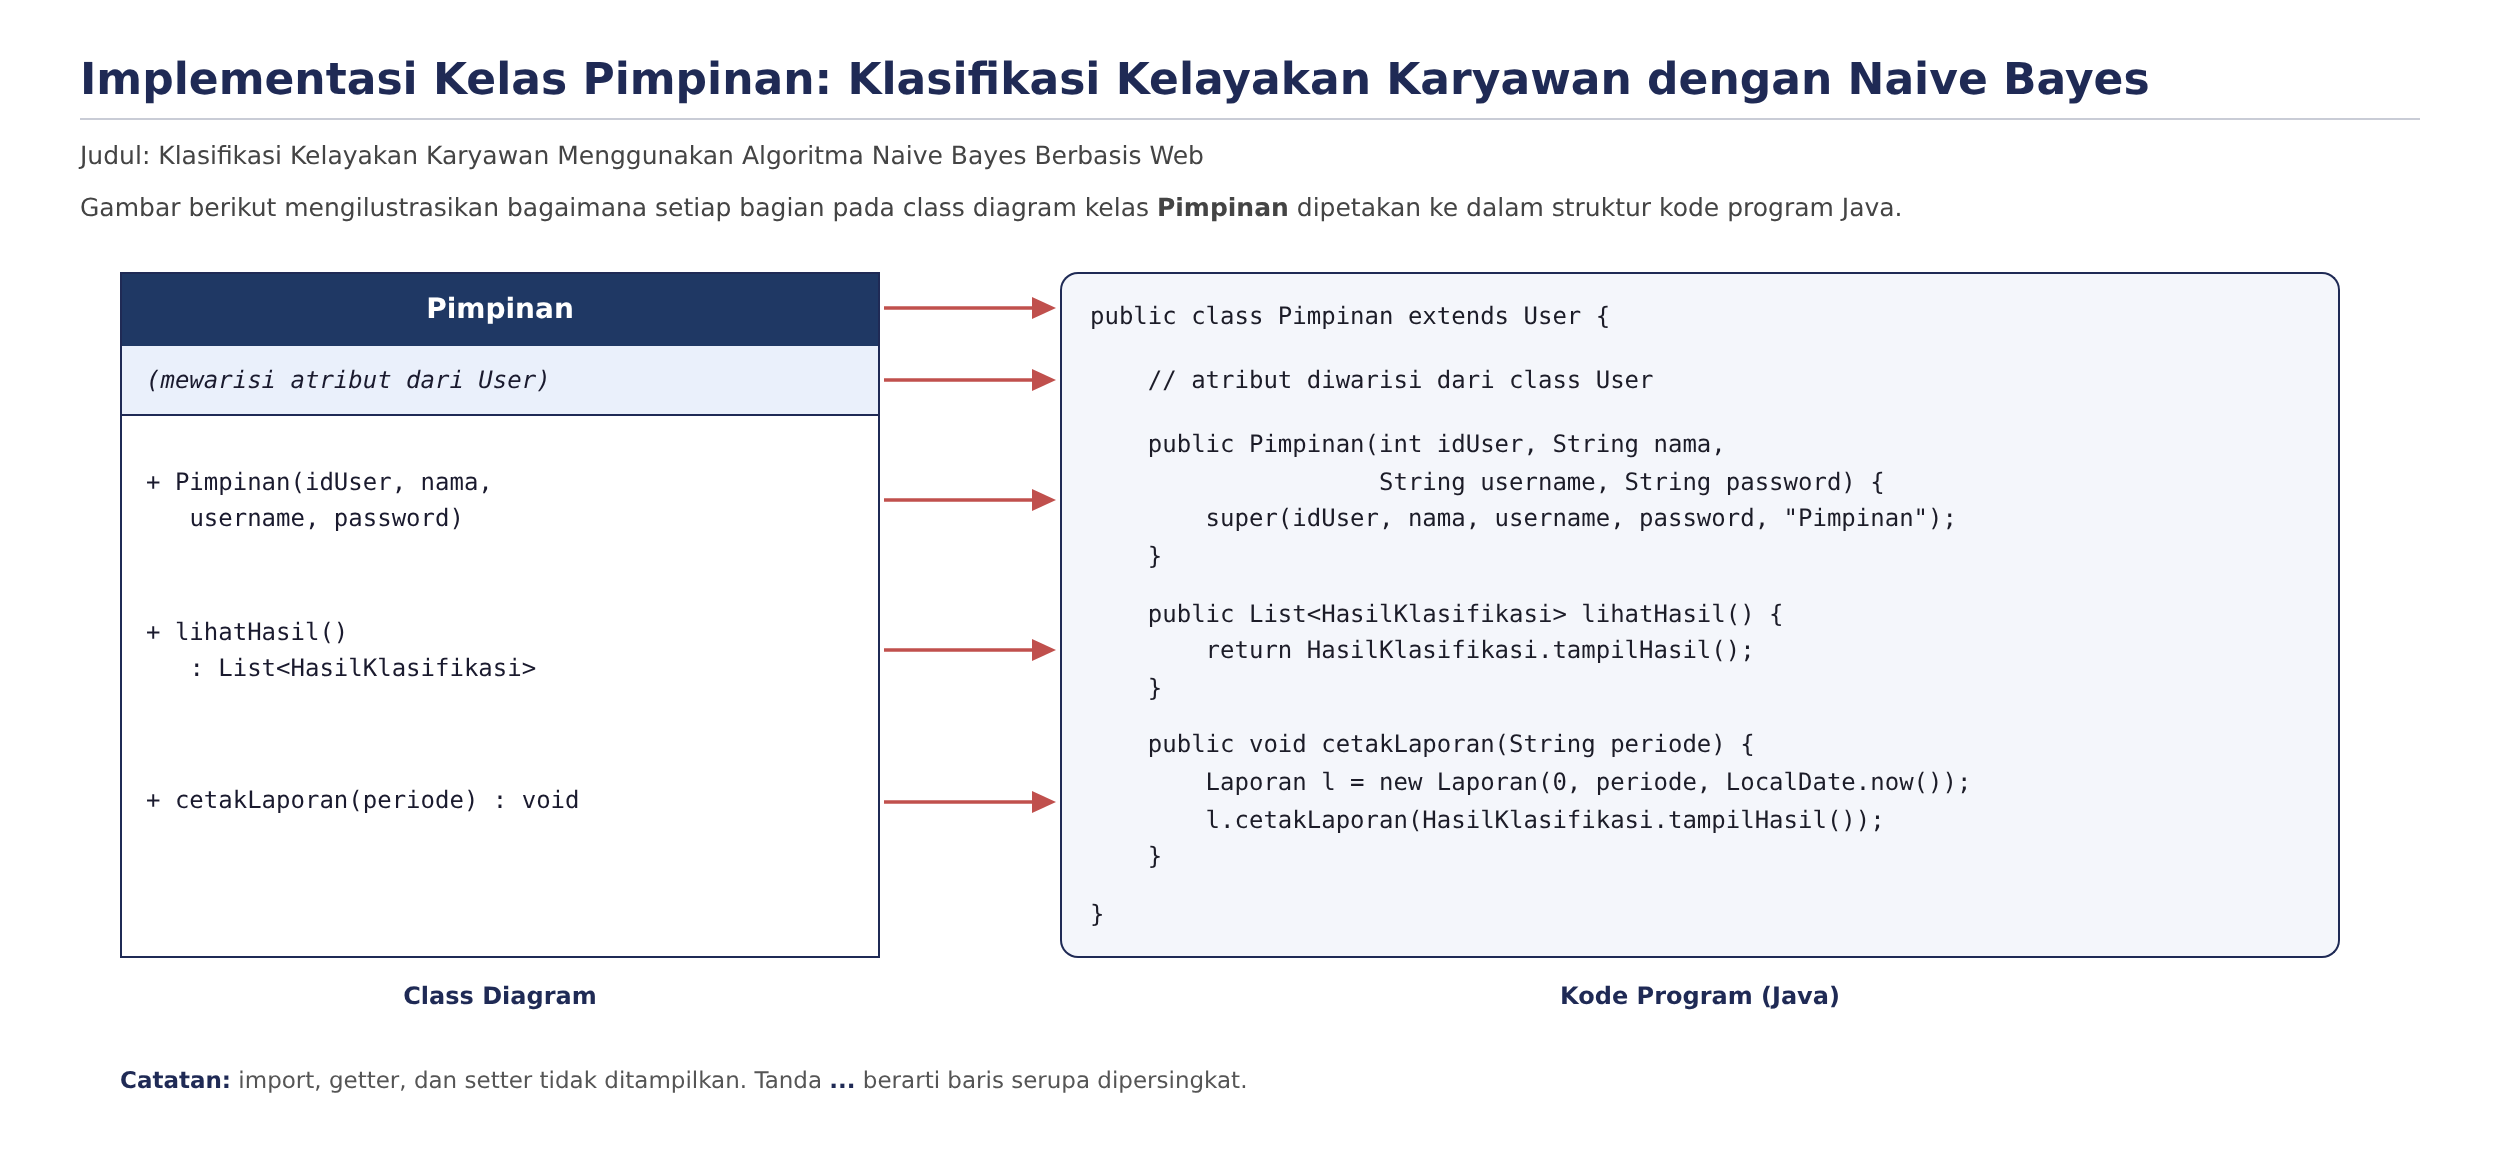 Implementasi Kelas Pimpinan: Klasifikasi Kelayakan Karyawan dengan Naive Bayes
Judul: Klasifikasi Kelayakan Karyawan Menggunakan Algoritma Naive Bayes Berbasis Web
Gambar berikut mengilustrasikan bagaimana setiap bagian pada class diagram kelas Pimpinan dipetakan ke dalam struktur kode program Java.
Pimpinan
(mewarisi atribut dari User)
+ Pimpinan(idUser, nama,
   username, password)
+ lihatHasil()
   : List<HasilKlasifikasi>
+ cetakLaporan(periode) : void
Class Diagram
public class Pimpinan extends User {
    // atribut diwarisi dari class User
    public Pimpinan(int idUser, String nama,
                    String username, String password) {
        super(idUser, nama, username, password, "Pimpinan");
    }
    public List<HasilKlasifikasi> lihatHasil() {
        return HasilKlasifikasi.tampilHasil();
    }
    public void cetakLaporan(String periode) {
        Laporan l = new Laporan(0, periode, LocalDate.now());
        l.cetakLaporan(HasilKlasifikasi.tampilHasil());
    }
}
Kode Program (Java)
Catatan: import, getter, dan setter tidak ditampilkan. Tanda ... berarti baris serupa dipersingkat.